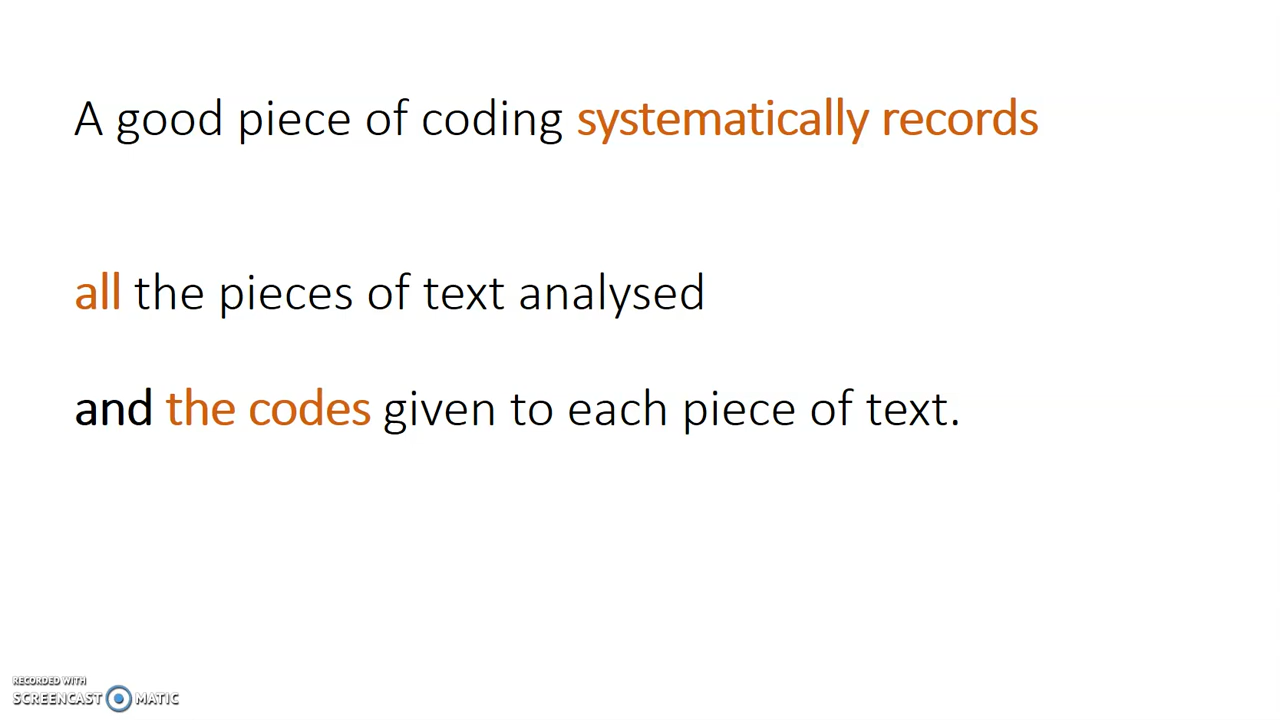 A good piece of coding systematically records
all the pieces of text analysed
and the codes given to each piece of text.
RECORDED WITH
SCREENCAST MATIC